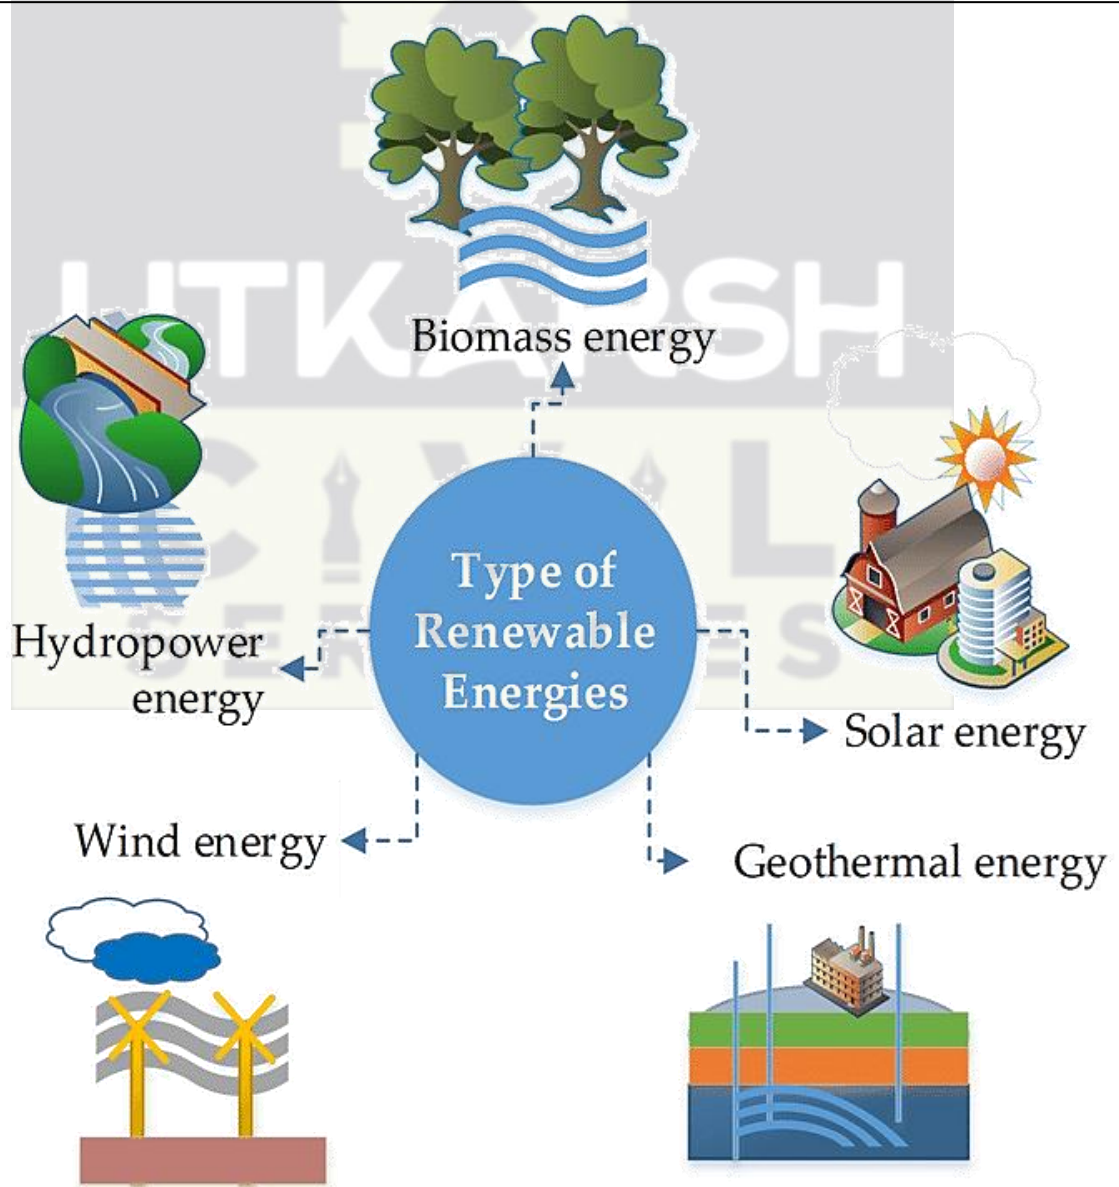 UTKARSH
CIVIL
SERVICES
Biomass energy
Hydropower
energy
Type of
Renewable
Energies
Solar energy
Wind energy
Geothermal energy